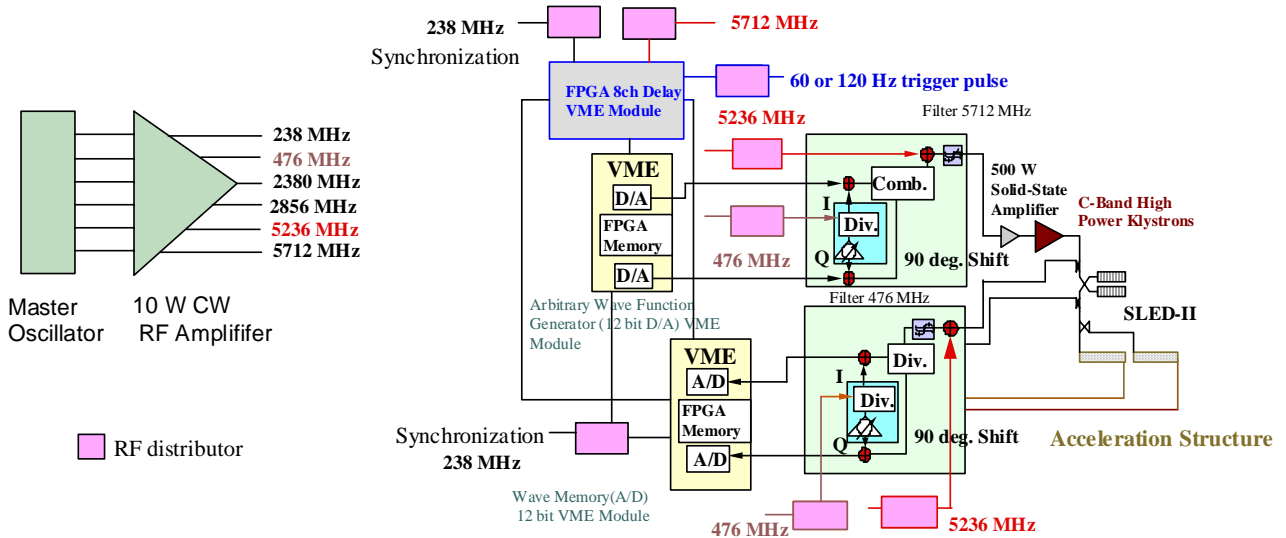 238 MHz
Synchronization
5712 MHz
FPGA 8ch Delay
VME Module
60 or 120 Hz trigger pulse
Filter 5712 MHz
5236 MHz
238 MHz
476 MHz
2380 MHz
2856 MHz
5236 MHz
5712 MHz
Master
Oscillator
10 W CW
RF Amplififer
VME
D/A
FPGA
Memory
D/A
476 MHz
Comb.
I
Div.
Q
90 deg. Shift
500 W
Solid-State
Amplifier
C-Band High
Power Klystrons
SLED-II
Arbitrary Wave Function
Generator (12 bit D/A) VME
Module
Filter 476 MHz
VME
A/D
FPGA
Memory
A/D
Div.
I
Div.
Q
90 deg. Shift
Acceleration Structure
RF distributor
Synchronization
238 MHz
Wave Memory(A/D)
12 bit VME Module
476 MHz
5236 MHz